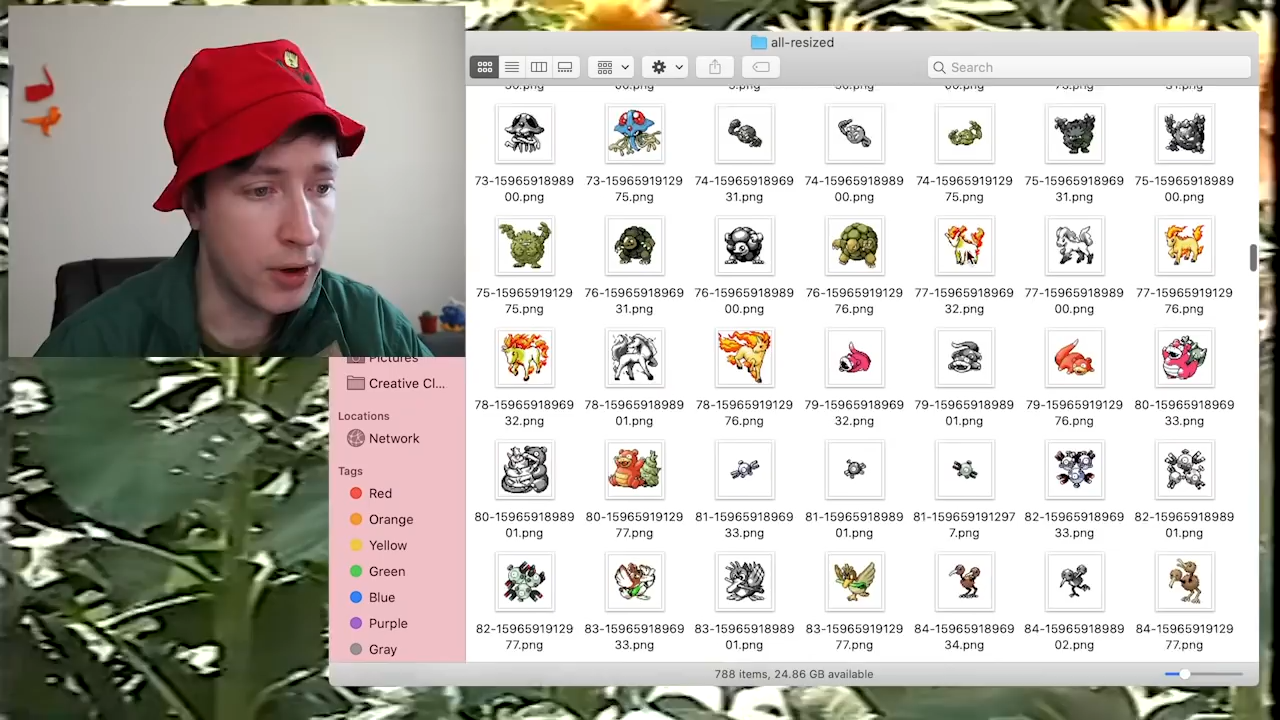 all-resized
Search
73-15965918989 73-15965919129 74-15965918969 74-15965918989 74-15965919129 75-15965918969 75-15965918989
00.png 75.png 31.png 00.png 75.png 31.png 00.png
75-15965919129 76-15965918969 76-15965918989 76-15965919129 77-15965918969 77-15965918989 77-15965919129
75.png 31.png 00.png 76.png 32.png 00.png 76.png
Pictures
Creative Cl...
78-15965918969 78-15965918989 78-15965919129 79-15965918969 79-15965918989 79-15965919129 80-15965918969
32.png 01.png 76.png 32.png 01.png 76.png 33.png
Locations
Network
Tags
Red
80-15965918989 80-15965919129 81-15965918969 81-15965918989 81-159659191297 82-15965918969 82-15965918989
01.png 77.png 33.png 01.png 7.png 33.png 01.png
Orange
Yellow
Green
Blue
Purple
82-15965919129 83-15965918969 83-15965918989 83-15965919129 84-15965918969 84-15965918989 84-15965919129
77.png 33.png 01.png 77.png 34.png 02.png 77.png
Gray
788 items, 24.86 GB available